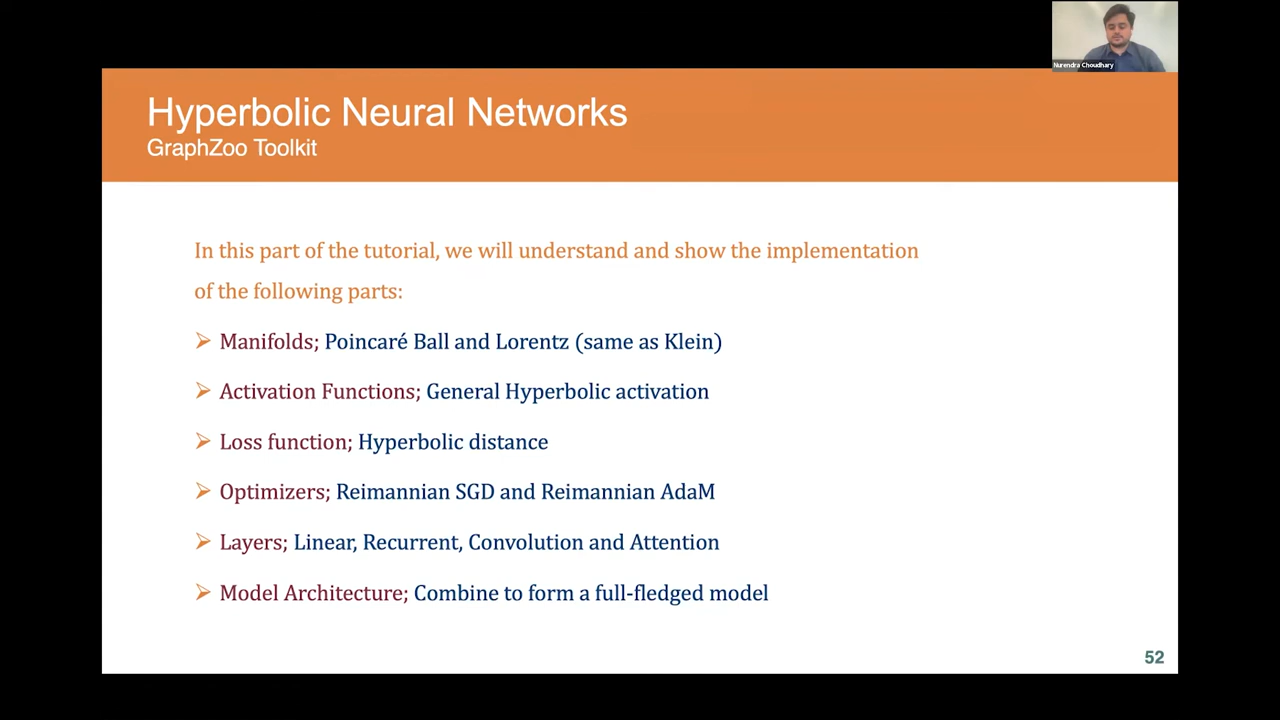 Nurendra Choudhary
Hyperbolic Neural Networks
GraphZoo Toolkit
In this part of the tutorial, we will understand and show the implementation
of the following parts:
➢ Manifolds; Poincaré Ball and Lorentz (same as Klein)
➢ Activation Functions; General Hyperbolic activation
➢ Loss function; Hyperbolic distance
➢ Optimizers; Reimannian SGD and Reimannian AdaM
➢ Layers; Linear, Recurrent, Convolution and Attention
➢ Model Architecture; Combine to form a full-fledged model
52